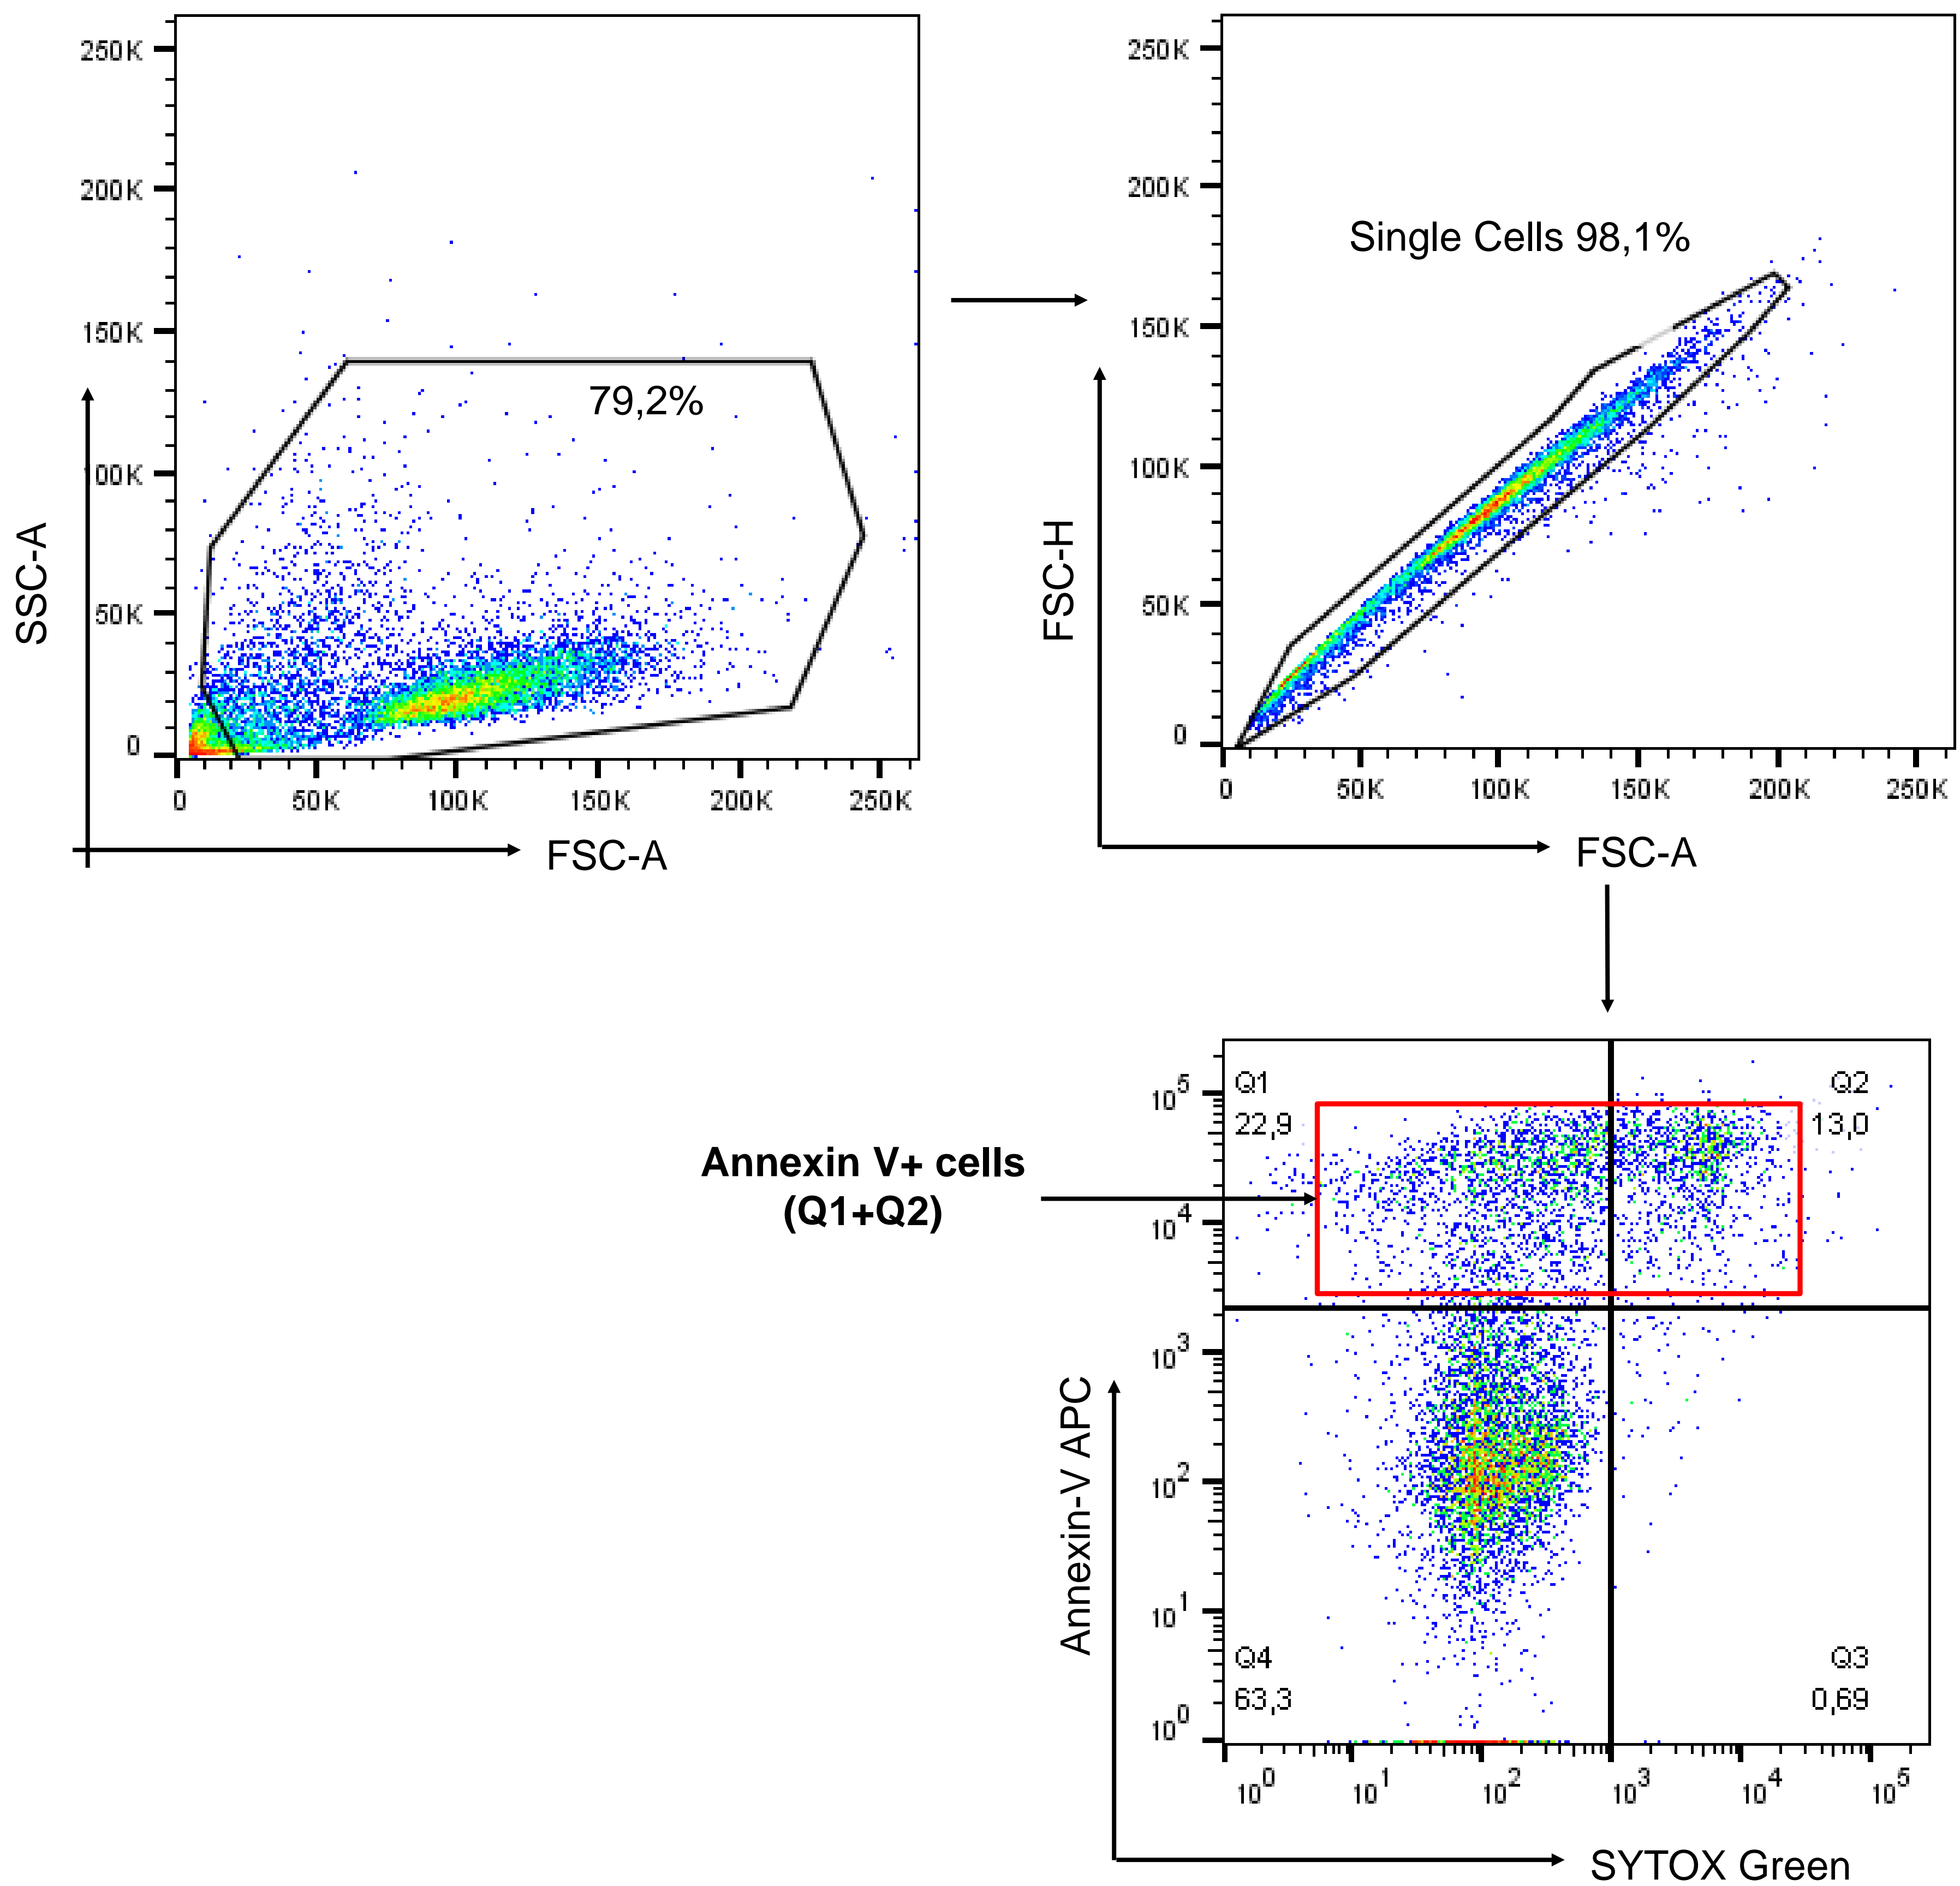 250K
200K
150K
100K
50K
0
79,2%
SSC-A
0 50K 100K 150K 200K 250K
FSC-A
250K
200K
150K
100K
50K
0
Single Cells 98,1%
FSC-H
0 50K 100K 150K 200K 250K
FSC-A
Annexin V+ cells
(Q1+Q2)
10^5
10^4
10^3
10^2
10^1
10^0
Q1
22,9
Q2
13,0
Q4
63,3
Q3
0,69
Annexin-V APC
10^0 10^1 10^2 10^3 10^4 10^5
SYTOX Green